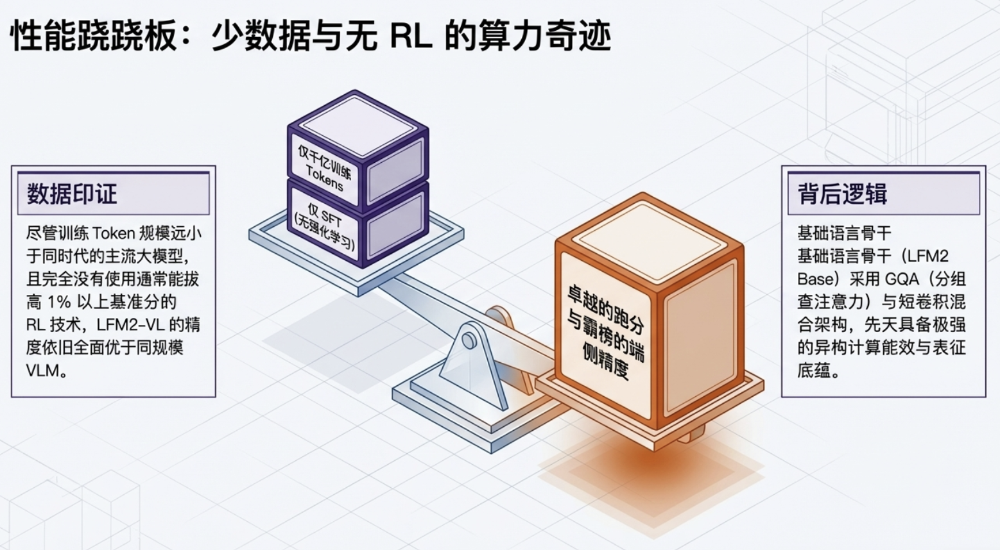 性能跷跷板：少数据与无 RL 的算力奇迹
数据印证
尽管训练 Token 规模远小
于同时代的主流大模型，
且完全没有使用通常能拔
高 1% 以上基准分的
RL 技术，LFM2-VL 的精
度依旧全面优于同规模
VLM。
仅千亿训练
Tokens
仅 SFT
(无强化学习)
卓越的跑分
与霸榜的端
侧精度
背后逻辑
基础语言骨干
基础语言骨干（LFM2
Base）采用 GQA（分组
查注意力）与短卷积混
合架构，先天具备极强
的异构计算能效与表征
底蕴。